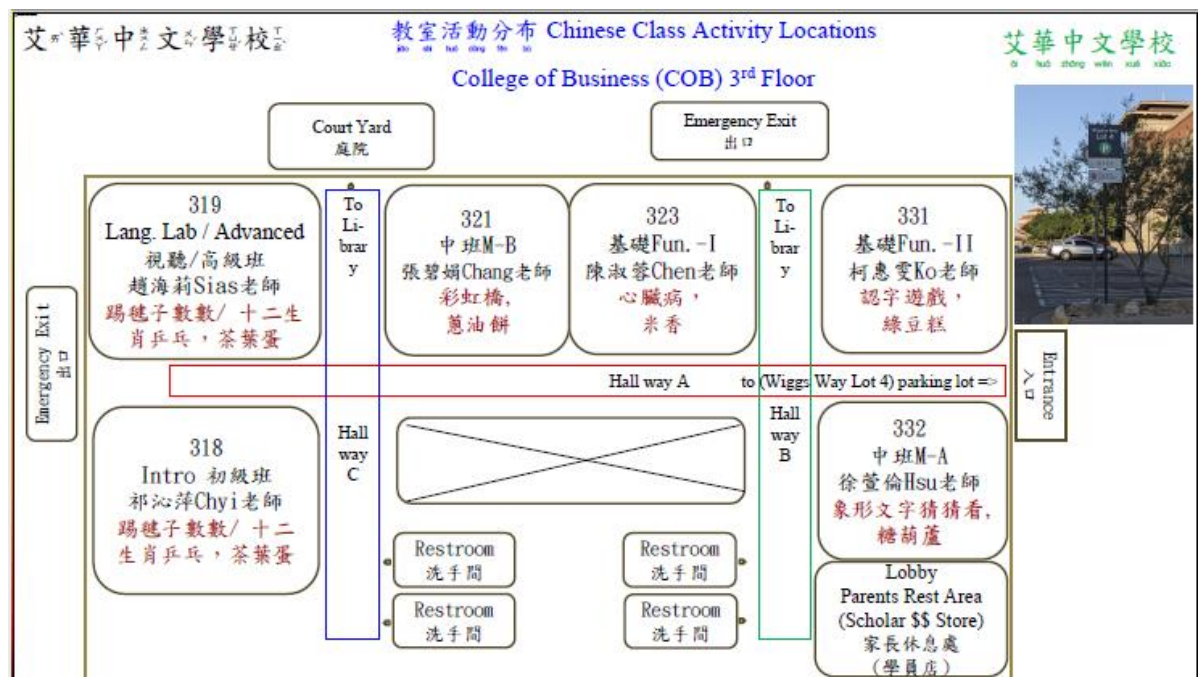 艾華中文學校
教室活動分布 Chinese Class Activity Locations
jiào shì huó dòng fēn bù
College of Business (COB) 3rd Floor
艾華中文學校
ài huá zhōng wén xué xiào
Court Yard
庭院
Emergency Exit
出口
319
Lang. Lab / Advanced
視聽/高級班
趙海莉Sias老師
踢毽子數數/ 十二生
肖乒乓，茶葉蛋
To
Li-
brar
y
321
中班M-B
張碧娟Chang老師
彩虹橋,
蔥油餅
323
基礎Fun.-I
陳淑蓉Chen老師
心臟病，
米香
To
Li-
brar
y
331
基礎Fun.-II
柯惠雯Ko老師
認字遊戲，
綠豆糕
Emergency Exit
出口
Hall way A to (Wiggs Way Lot 4) parking lot =>
Entrance
入口
318
Intro 初級班
祁沁萍Chyi老師
踢毽子數數/ 十二
生肖乒乓，茶葉蛋
Hall
way
C
Hall
way
B
332
中班M-A
徐萱倫Hsu老師
象形文字猜猜看,
糖葫蘆
Restroom
洗手間
Restroom
洗手間
Restroom
洗手間
Restroom
洗手間
Lobby
Parents Rest Area
(Scholar $$ Store)
家長休息處
(學員店)